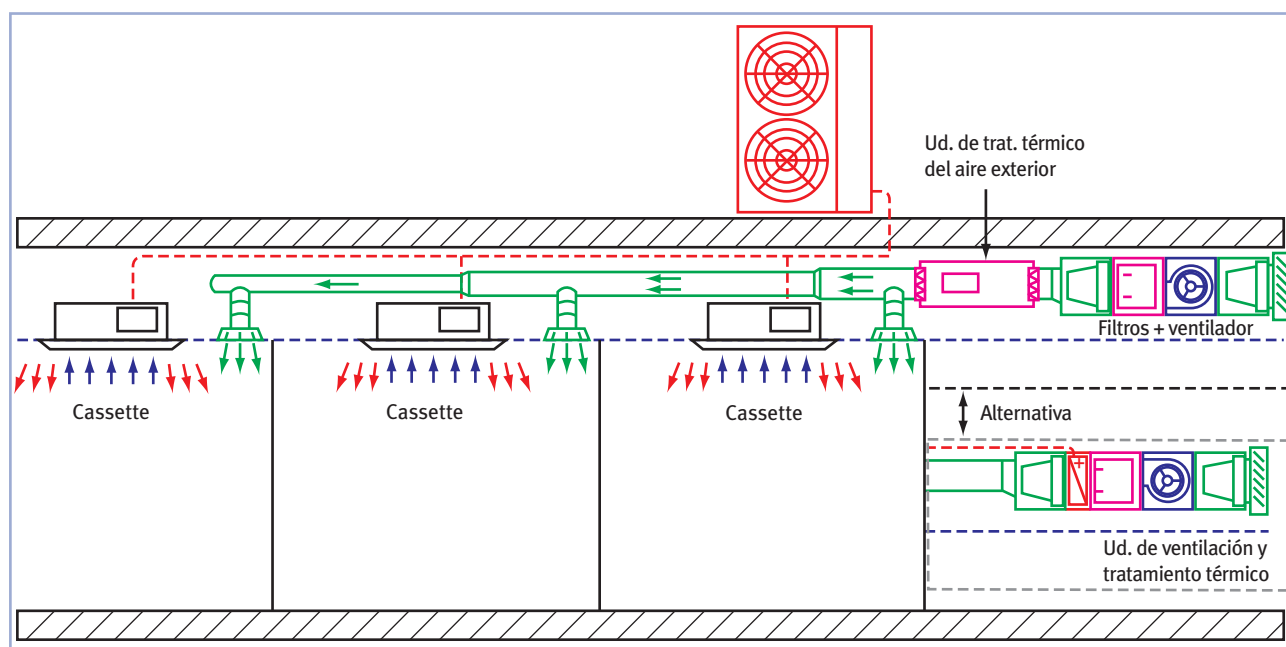 Ud. de trat. térmico
del aire exterior
Filtros + ventilador
Cassette
Cassette
Cassette
Alternativa
+
Ud. de ventilación y
tratamiento térmico